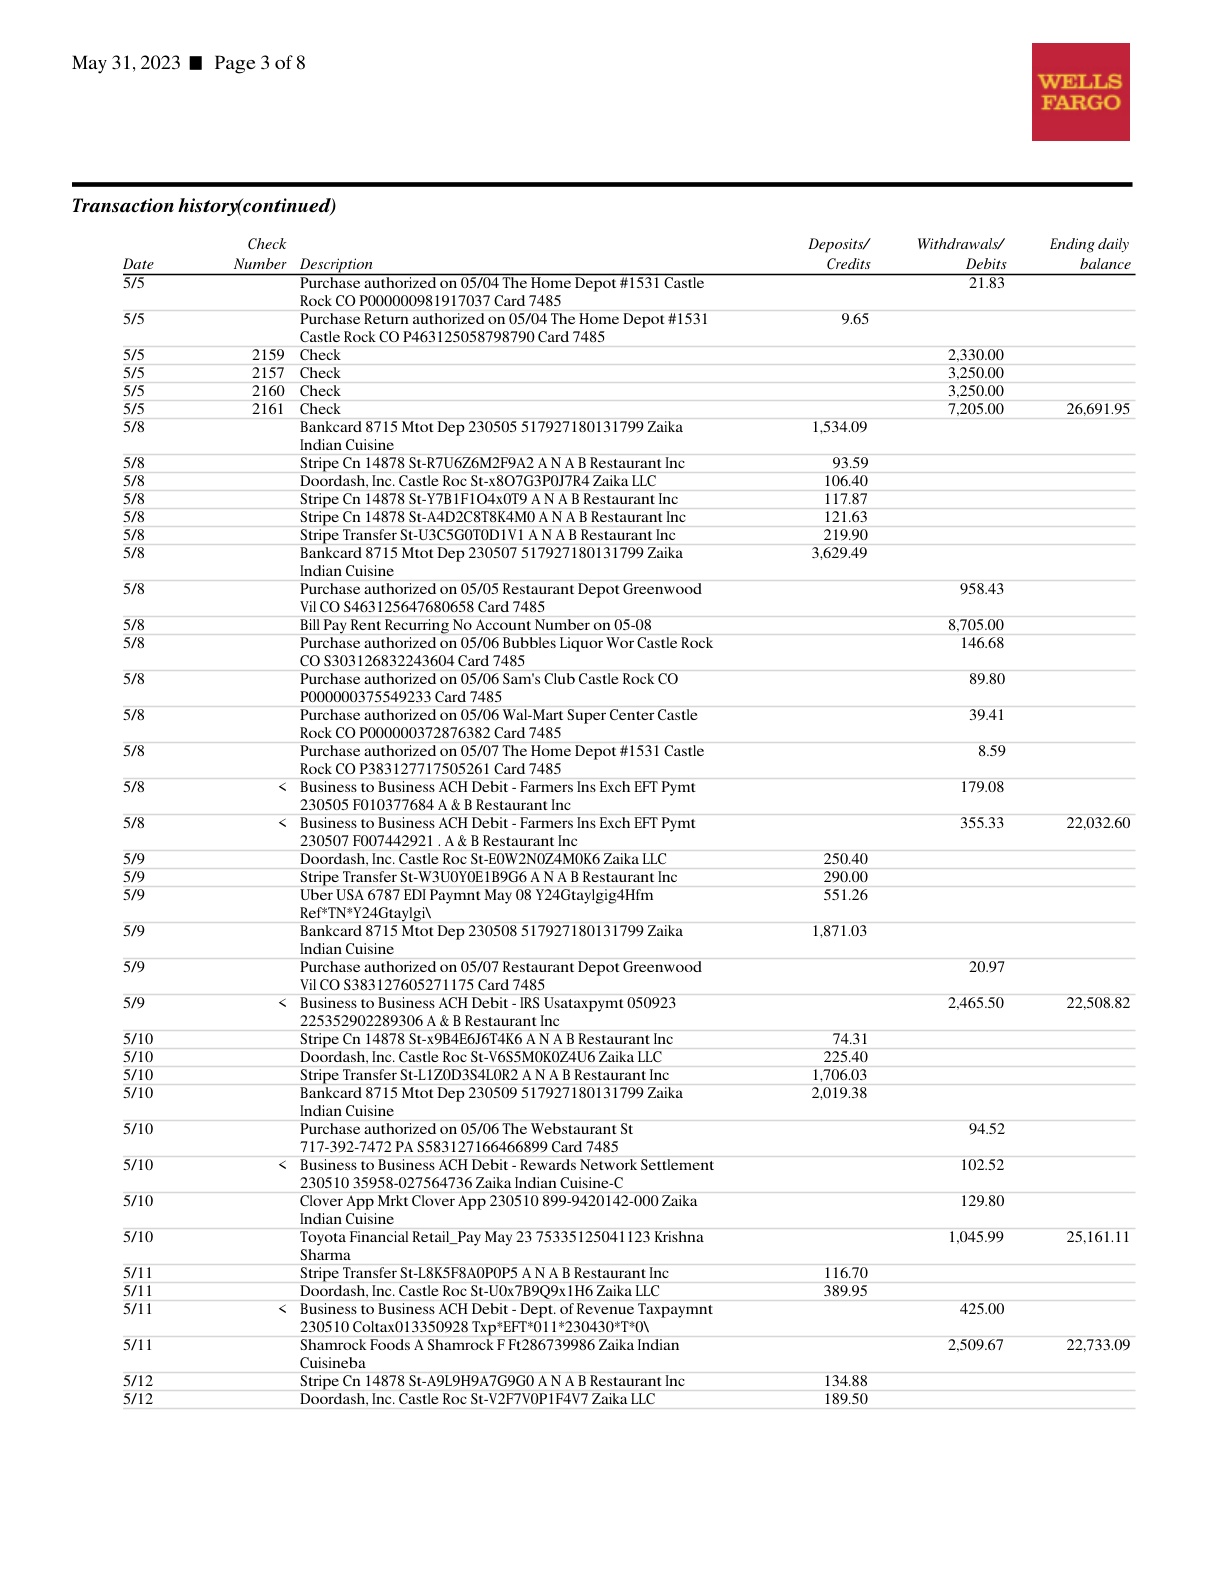 May 31, 2023 ■ Page 3 of 8
WELLS
FARGO
Transaction history(continued)
Check Deposits/ Withdrawals/ Ending daily
Date Number Description Credits Debits balance
5/5 Purchase authorized on 05/04 The Home Depot #1531 Castle 21.83
Rock CO P000000981917037 Card 7485
5/5 Purchase Return authorized on 05/04 The Home Depot #1531 9.65
Castle Rock CO P463125058798790 Card 7485
5/5 2159 Check 2,330.00
5/5 2157 Check 3,250.00
5/5 2160 Check 3,250.00
5/5 2161 Check 7,205.00 26,691.95
5/8 Bankcard 8715 Mtot Dep 230505 517927180131799 Zaika 1,534.09
Indian Cuisine
5/8 Stripe Cn 14878 St-R7U6Z6M2F9A2 A N A B Restaurant Inc 93.59
5/8 Doordash, Inc. Castle Roc St-x8O7G3P0J7R4 Zaika LLC 106.40
5/8 Stripe Cn 14878 St-Y7B1F1O4x0T9 A N A B Restaurant Inc 117.87
5/8 Stripe Cn 14878 St-A4D2C8T8K4M0 A N A B Restaurant Inc 121.63
5/8 Stripe Transfer St-U3C5G0T0D1V1 A N A B Restaurant Inc 219.90
5/8 Bankcard 8715 Mtot Dep 230507 517927180131799 Zaika 3,629.49
Indian Cuisine
5/8 Purchase authorized on 05/05 Restaurant Depot Greenwood 958.43
Vil CO S463125647680658 Card 7485
5/8 Bill Pay Rent Recurring No Account Number on 05-08 8,705.00
5/8 Purchase authorized on 05/06 Bubbles Liquor Wor Castle Rock 146.68
CO S303126832243604 Card 7485
5/8 Purchase authorized on 05/06 Sam's Club Castle Rock CO 89.80
P000000375549233 Card 7485
5/8 Purchase authorized on 05/06 Wal-Mart Super Center Castle 39.41
Rock CO P000000372876382 Card 7485
5/8 Purchase authorized on 05/07 The Home Depot #1531 Castle 8.59
Rock CO P383127717505261 Card 7485
5/8 < Business to Business ACH Debit - Farmers Ins Exch EFT Pymt 179.08
230505 F010377684 A & B Restaurant Inc
5/8 < Business to Business ACH Debit - Farmers Ins Exch EFT Pymt 355.33 22,032.60
230507 F007442921 . A & B Restaurant Inc
5/9 Doordash, Inc. Castle Roc St-E0W2N0Z4M0K6 Zaika LLC 250.40
5/9 Stripe Transfer St-W3U0Y0E1B9G6 A N A B Restaurant Inc 290.00
5/9 Uber USA 6787 EDI Paymnt May 08 Y24Gtaylgig4Hfm 551.26
Ref*TN*Y24Gtaylgi\
5/9 Bankcard 8715 Mtot Dep 230508 517927180131799 Zaika 1,871.03
Indian Cuisine
5/9 Purchase authorized on 05/07 Restaurant Depot Greenwood 20.97
Vil CO S383127605271175 Card 7485
5/9 < Business to Business ACH Debit - IRS Usataxpymt 050923 2,465.50 22,508.82
225352902289306 A & B Restaurant Inc
5/10 Stripe Cn 14878 St-x9B4E6J6T4K6 A N A B Restaurant Inc 74.31
5/10 Doordash, Inc. Castle Roc St-V6S5M0K0Z4U6 Zaika LLC 225.40
5/10 Stripe Transfer St-L1Z0D3S4L0R2 A N A B Restaurant Inc 1,706.03
5/10 Bankcard 8715 Mtot Dep 230509 517927180131799 Zaika 2,019.38
Indian Cuisine
5/10 Purchase authorized on 05/06 The Webstaurant St 94.52
717-392-7472 PA S583127166466899 Card 7485
5/10 < Business to Business ACH Debit - Rewards Network Settlement 102.52
230510 35958-027564736 Zaika Indian Cuisine-C
5/10 Clover App Mrkt Clover App 230510 899-9420142-000 Zaika 129.80
Indian Cuisine
5/10 Toyota Financial Retail_Pay May 23 75335125041123 Krishna 1,045.99 25,161.11
Sharma
5/11 Stripe Transfer St-L8K5F8A0P0P5 A N A B Restaurant Inc 116.70
5/11 Doordash, Inc. Castle Roc St-U0x7B9Q9x1H6 Zaika LLC 389.95
5/11 < Business to Business ACH Debit - Dept. of Revenue Taxpaymnt 425.00
230510 Coltax013350928 Txp*EFT*011*230430*T*0\
5/11 Shamrock Foods A Shamrock F Ft286739986 Zaika Indian 2,509.67 22,733.09
Cuisineba
5/12 Stripe Cn 14878 St-A9L9H9A7G9G0 A N A B Restaurant Inc 134.88
5/12 Doordash, Inc. Castle Roc St-V2F7V0P1F4V7 Zaika LLC 189.50